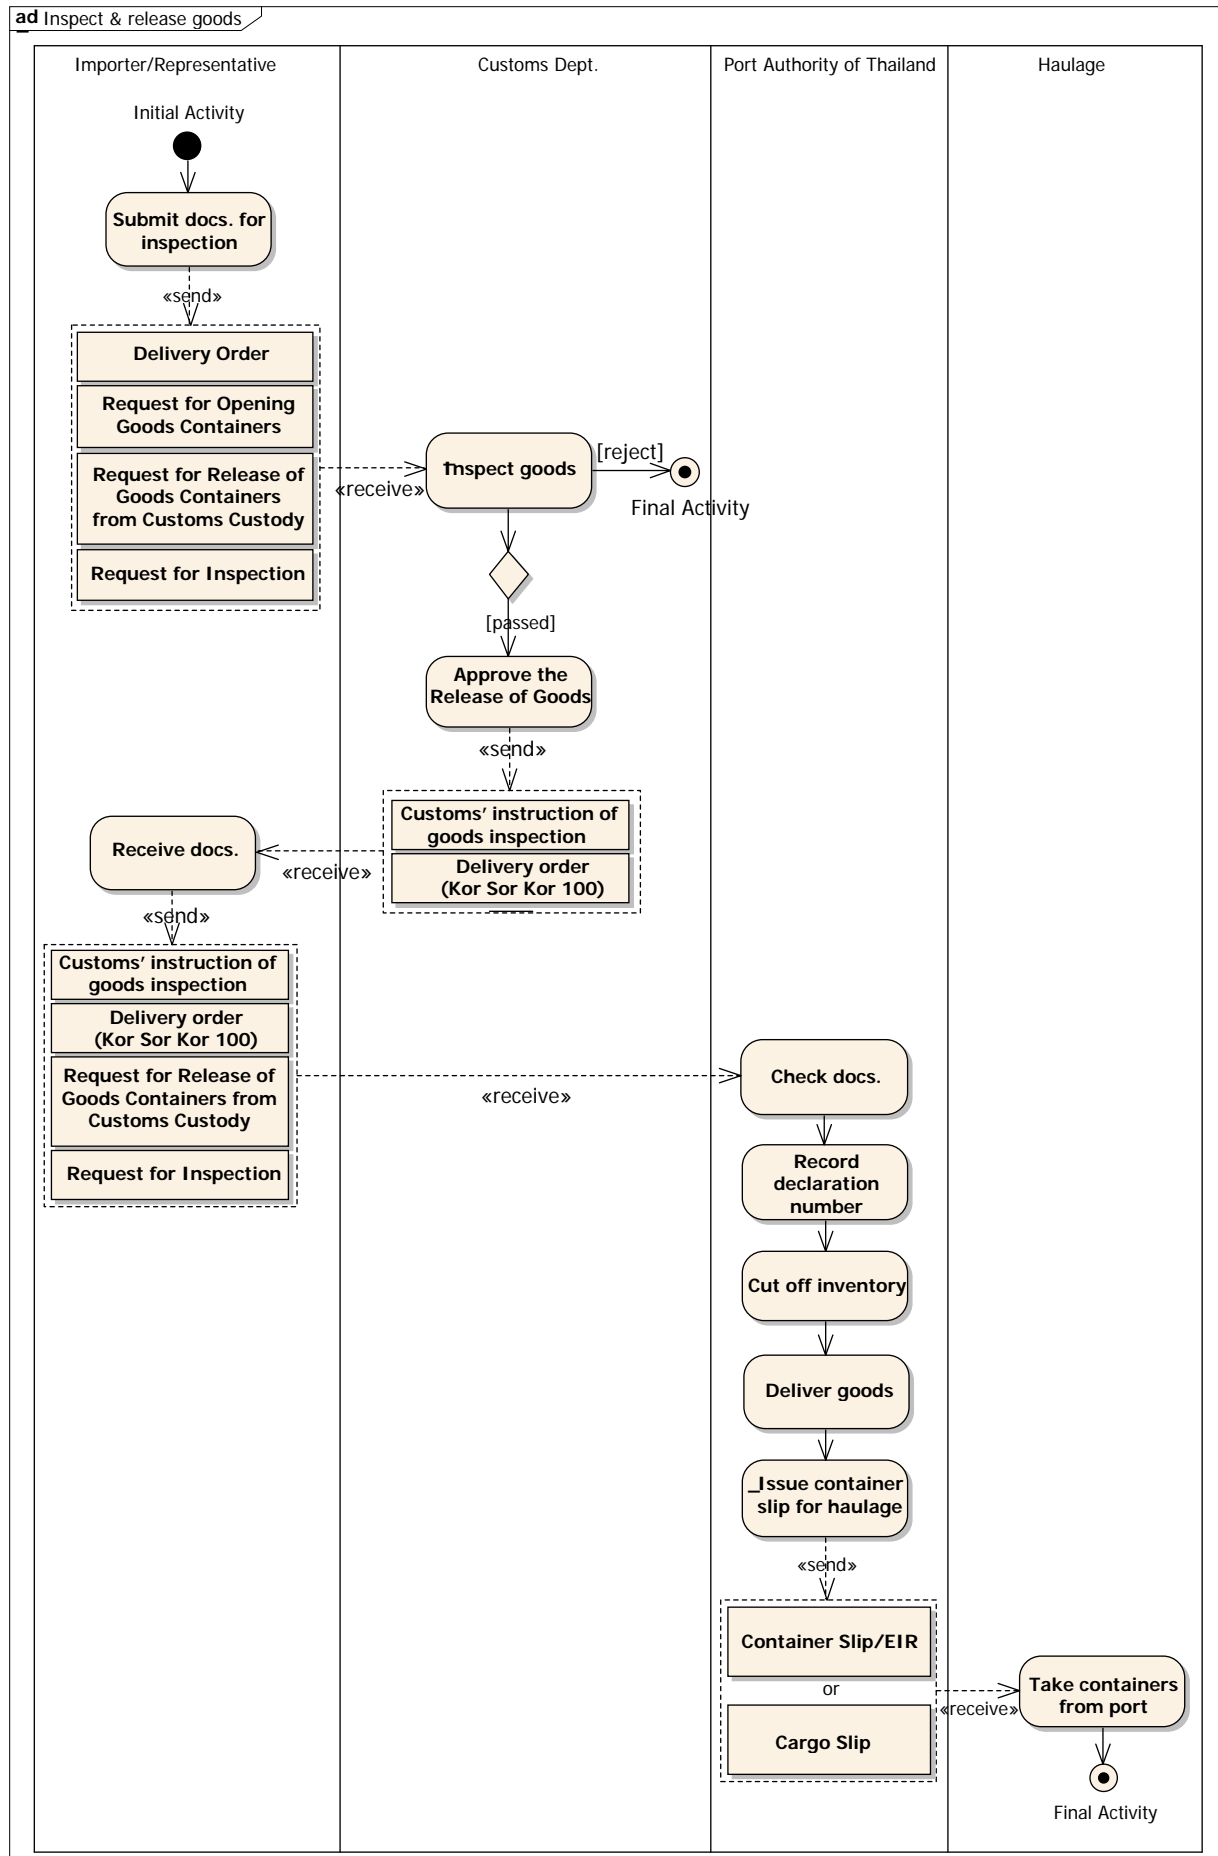 ad Inspect & release goods
Importer/Representative
Customs Dept.
Port Authority of Thailand
Haulage
Initial Activity
Submit docs. for
inspection
«send»
Delivery Order
Request for Opening
Goods Containers
Request for Release of
Goods Containers
from Customs Custody
Request for Inspection
«receive»
Inspect goods
[reject]
Final Activity
[passed]
Approve the
Release of Goods
«send»
Customs' instruction of
goods inspection
Delivery order
(Kor Sor Kor 100)
«receive»
Receive docs.
«send»
Customs' instruction of
goods inspection
Delivery order
(Kor Sor Kor 100)
Request for Release of
Goods Containers from
Customs Custody
Request for Inspection
«receive»
Check docs.
Record
declaration
number
Cut off inventory
Deliver goods
_Issue container
slip for haulage
«send»
Container Slip/EIR
or
Cargo Slip
«receive»
Take containers
from port
Final Activity